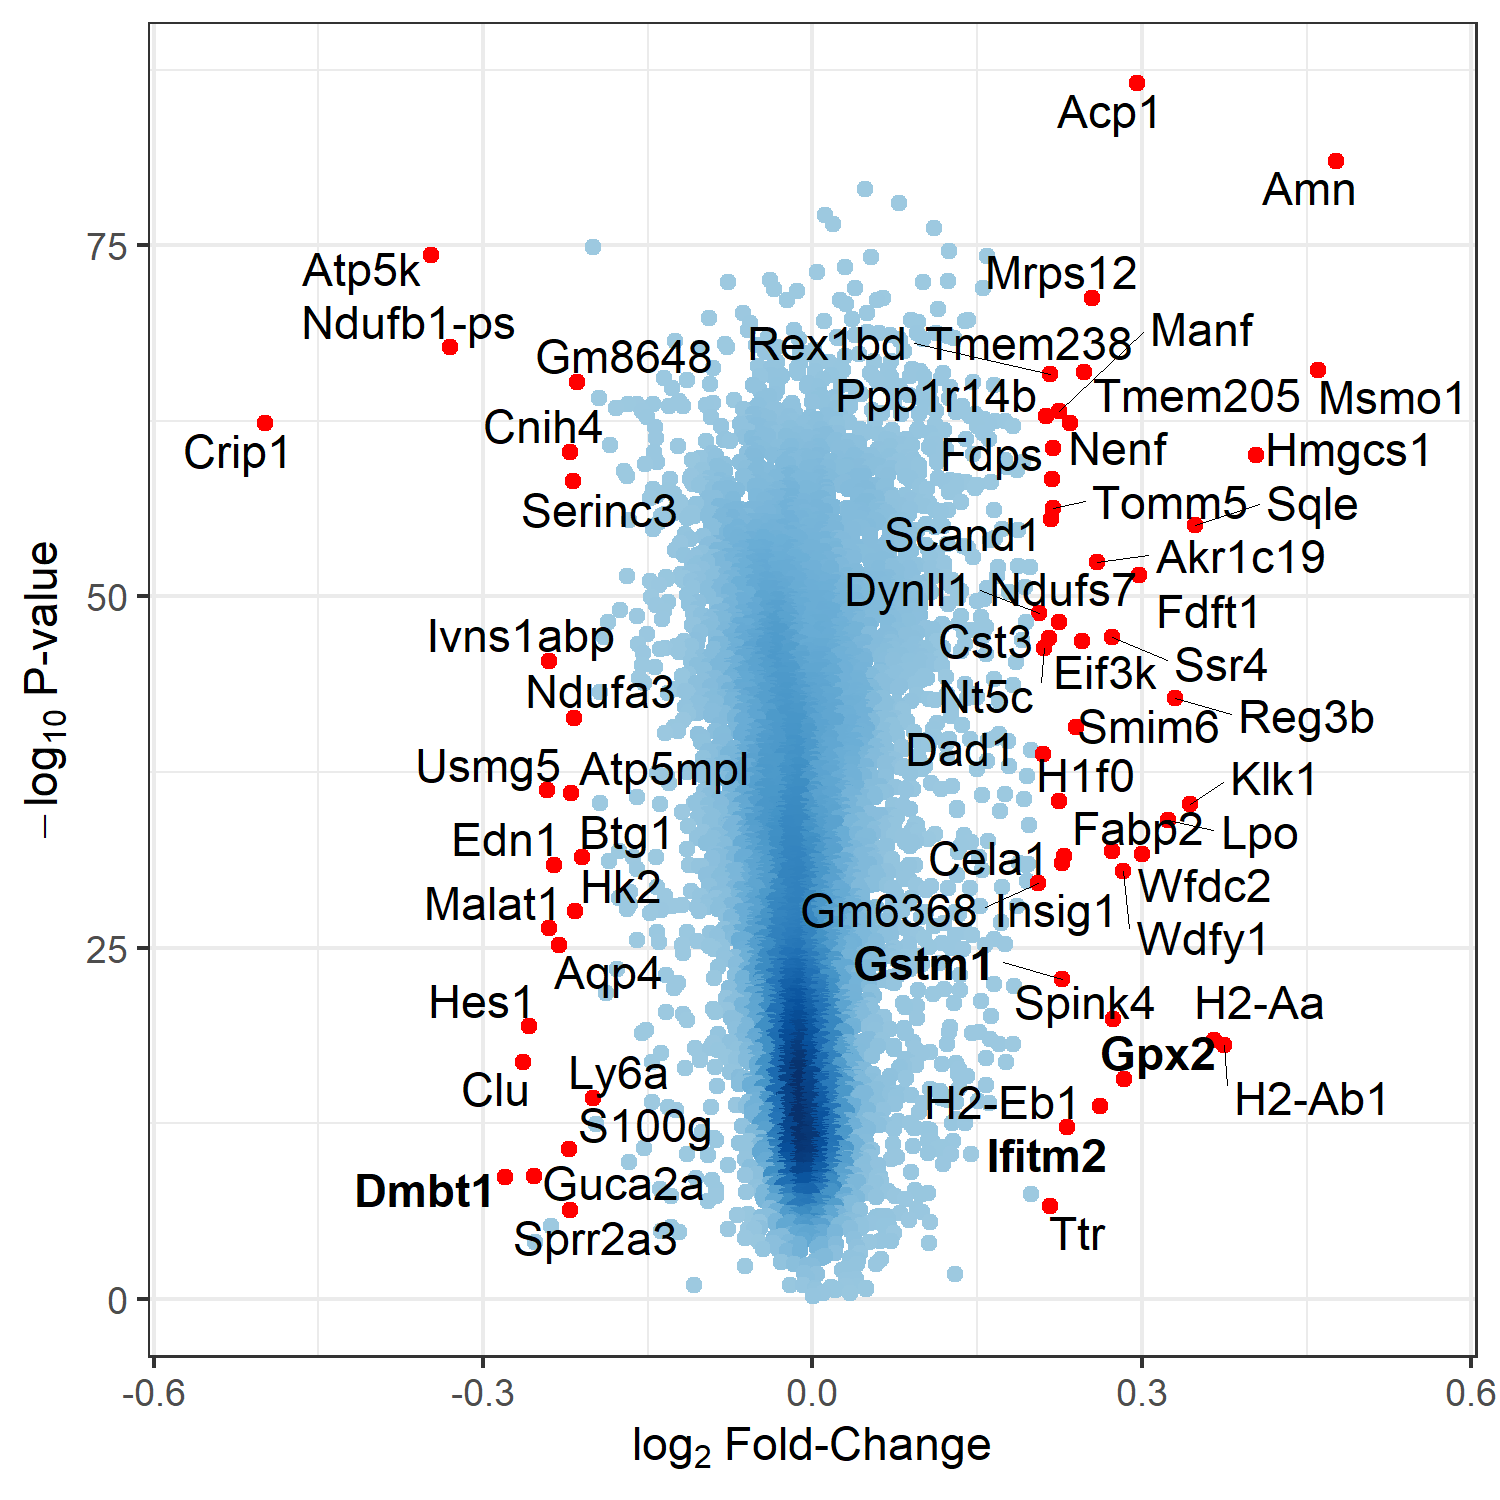 Acp1
Amn
75
Atp5k
Mrps12
Ndufb1-ps
Manf
Gm8648
Rex1bd
Tmem238
Ppp1r14b
Tmem205
Msmo1
Cnih4
Crip1
Fdps
Nenf
Hmgcs1
Serinc3
Tomm5
Sqle
Scand1
Akr1c19
50
Dynll1
Ndufs7
Fdft1
Ivns1abp
Cst3
Eif3k
Ssr4
Ndufa3
Nt5c
Reg3b
Smim6
Dad1
Usmg5
Atp5mpl
H1f0
Klk1
Edn1
Btg1
Fabp2
Lpo
Cela1
Hk2
Wfdc2
Malat1
Gm6368
Insig1
Wdfy1
25
Gstm1
Aqp4
Hes1
Spink4
H2-Aa
Gpx2
Clu
Ly6a
H2-Eb1
H2-Ab1
S100g
Ifitm2
Dmbt1
Guca2a
Sprr2a3
Ttr
0
-0.6
-0.3
0.0
0.3
0.6
log2 Fold-Change
−log10 P-value